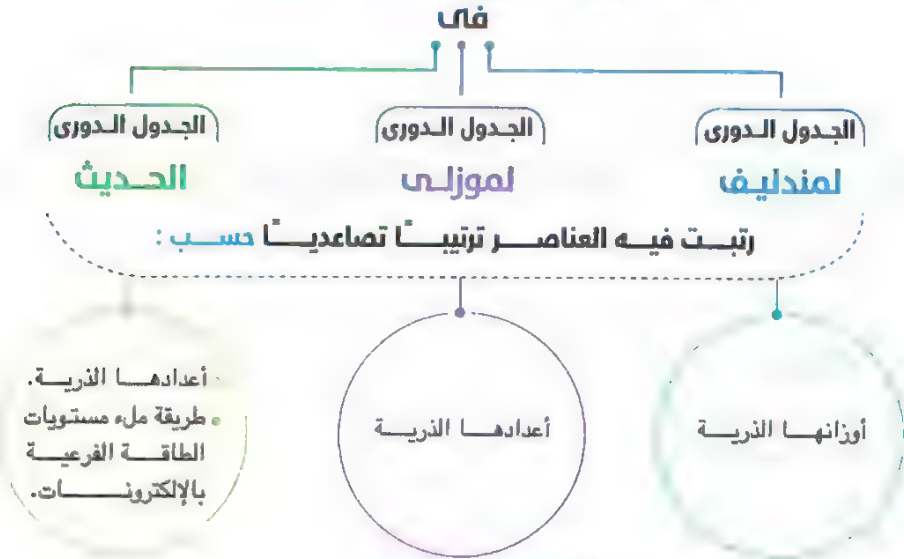 فى
الجدول الدورى
لمندليف
الجدول الدورى
لموزلى
الجدول الدورى
الحديث
رتبت فيه العناصر ترتيبًا تصاعديًا حسب :
أوزانها الذرية
أعدادها الذرية
• أعدادها الذرية.
• طريقة ملء مستويات
الطاقة الفرعية
بالإلكترونات.